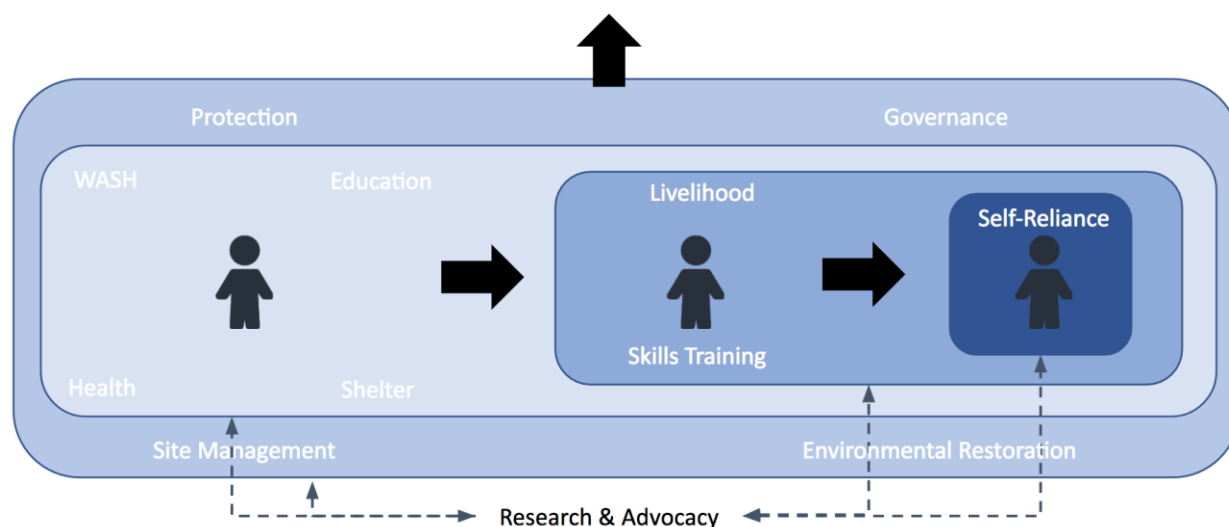 Protection
Governance
WASH
Education
Livelihood
Self-Reliance
Skills Training
Health
Shelter
Site Management
Environmental Restoration
Research & Advocacy